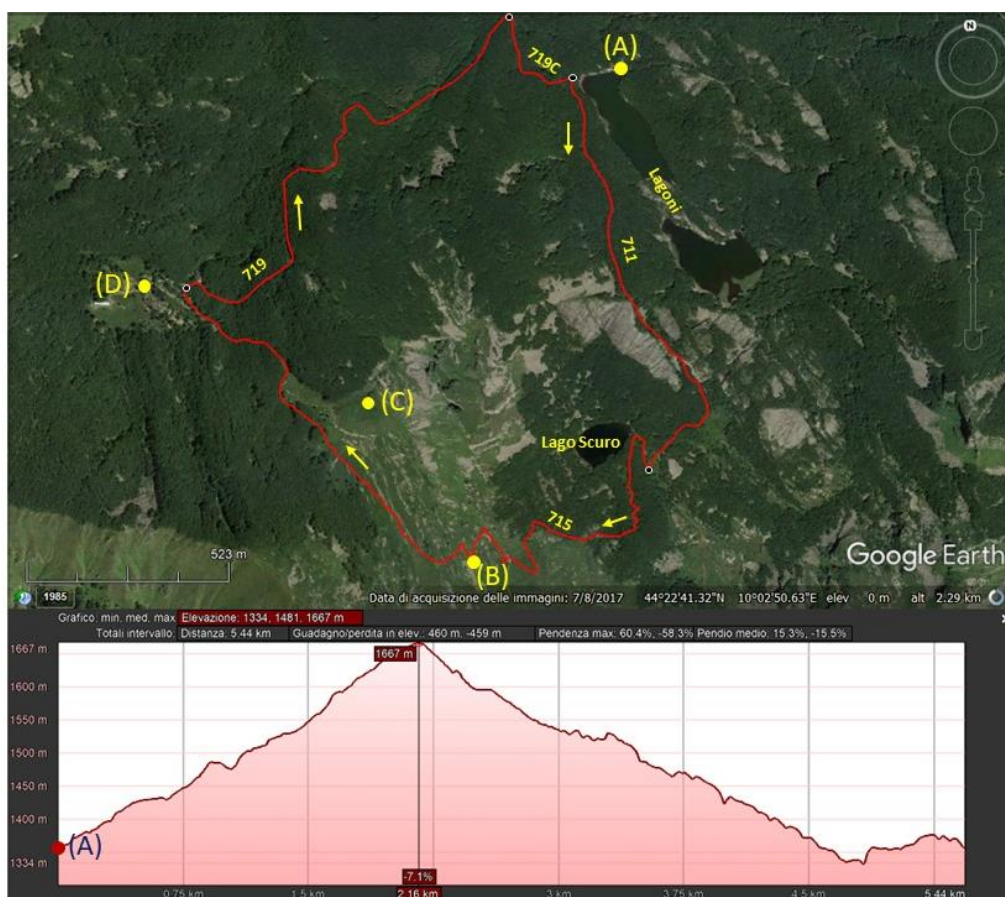 N
(A)
719C
Lagoni
711
719
(D)
(C)
Lago Scuro
715
(B)
523 m
Google Earth
1985
Data di acquisizione delle immagini: 7/8/2017 44°22'41.32"N 10°02'50.63"E elev 0 m alt 2.29 km
Grafico: min. med. max Elevazione: 1334, 1481, 1667 m
Totali intervallo: Distanza: 5.44 km Guadagno/perdita in elev.: 460 m, -459 m Pendenza max: 60.4%, -58.3% Pendio medio: 15.3%, -15.5%
1667 m
1667 m
1600 m
1550 m
1500 m
1450 m
1400 m
(A)
1334 m
-7.1%
0.75 km 1.5 km 2.16 km 3 km 3.75 km 4.5 km 5.44 km